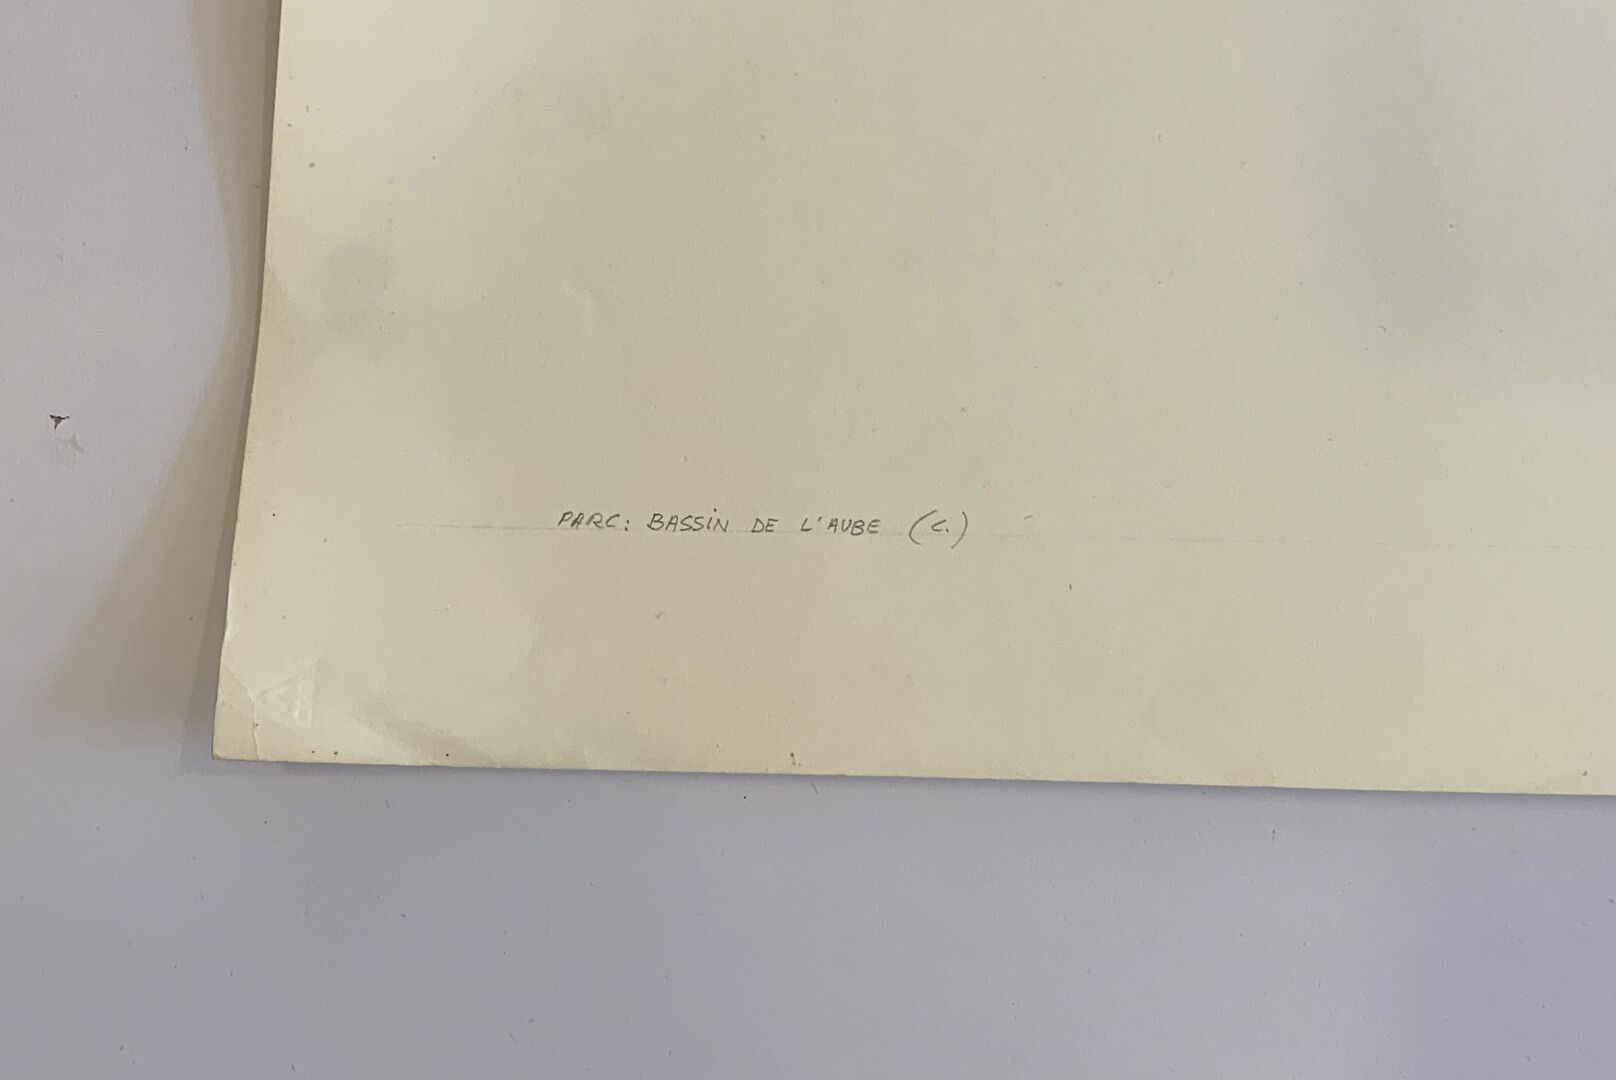 PARC: BASSiN DE L'AUBE (C.)